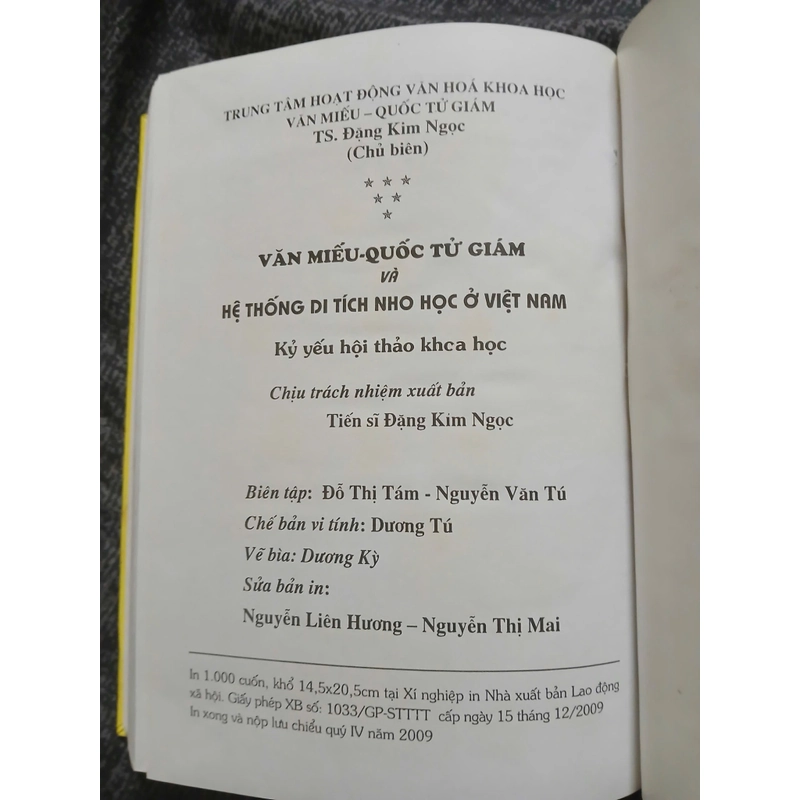 TRUNG TÂM HOẠT ĐỘNG VĂN HOÁ KHOA HỌC
VĂN MIẾU – QUỐC TỬ GIÁM
TS. Đặng Kim Ngọc
(Chủ biên)
VĂN MIẾU-QUỐC TỬ GIÁM
VÀ
HỆ THỐNG DI TÍCH NHO HỌC Ở VIỆT NAM
Kỷ yếu hội thảo khca học
Chịu trách nhiệm xuất bản
Tiến sĩ Đặng Kim Ngọc
Biên tập: Đỗ Thị Tám - Nguyễn Văn Tú
Chế bản vi tính: Dương Tú
Vẽ bìa: Dương Kỳ
Sửa bản in:
Nguyễn Liên Hương – Nguyễn Thị Mai
In 1.000 cuốn, khổ 14,5x20,5cm tại Xí nghiệp in Nhà xuất bản Lao động
xã hội. Giấy phép XB số: 1033/GP-STTTT cấp ngày 15 tháng 12/2009
In xong và nộp lưu chiểu quý IV năm 2009